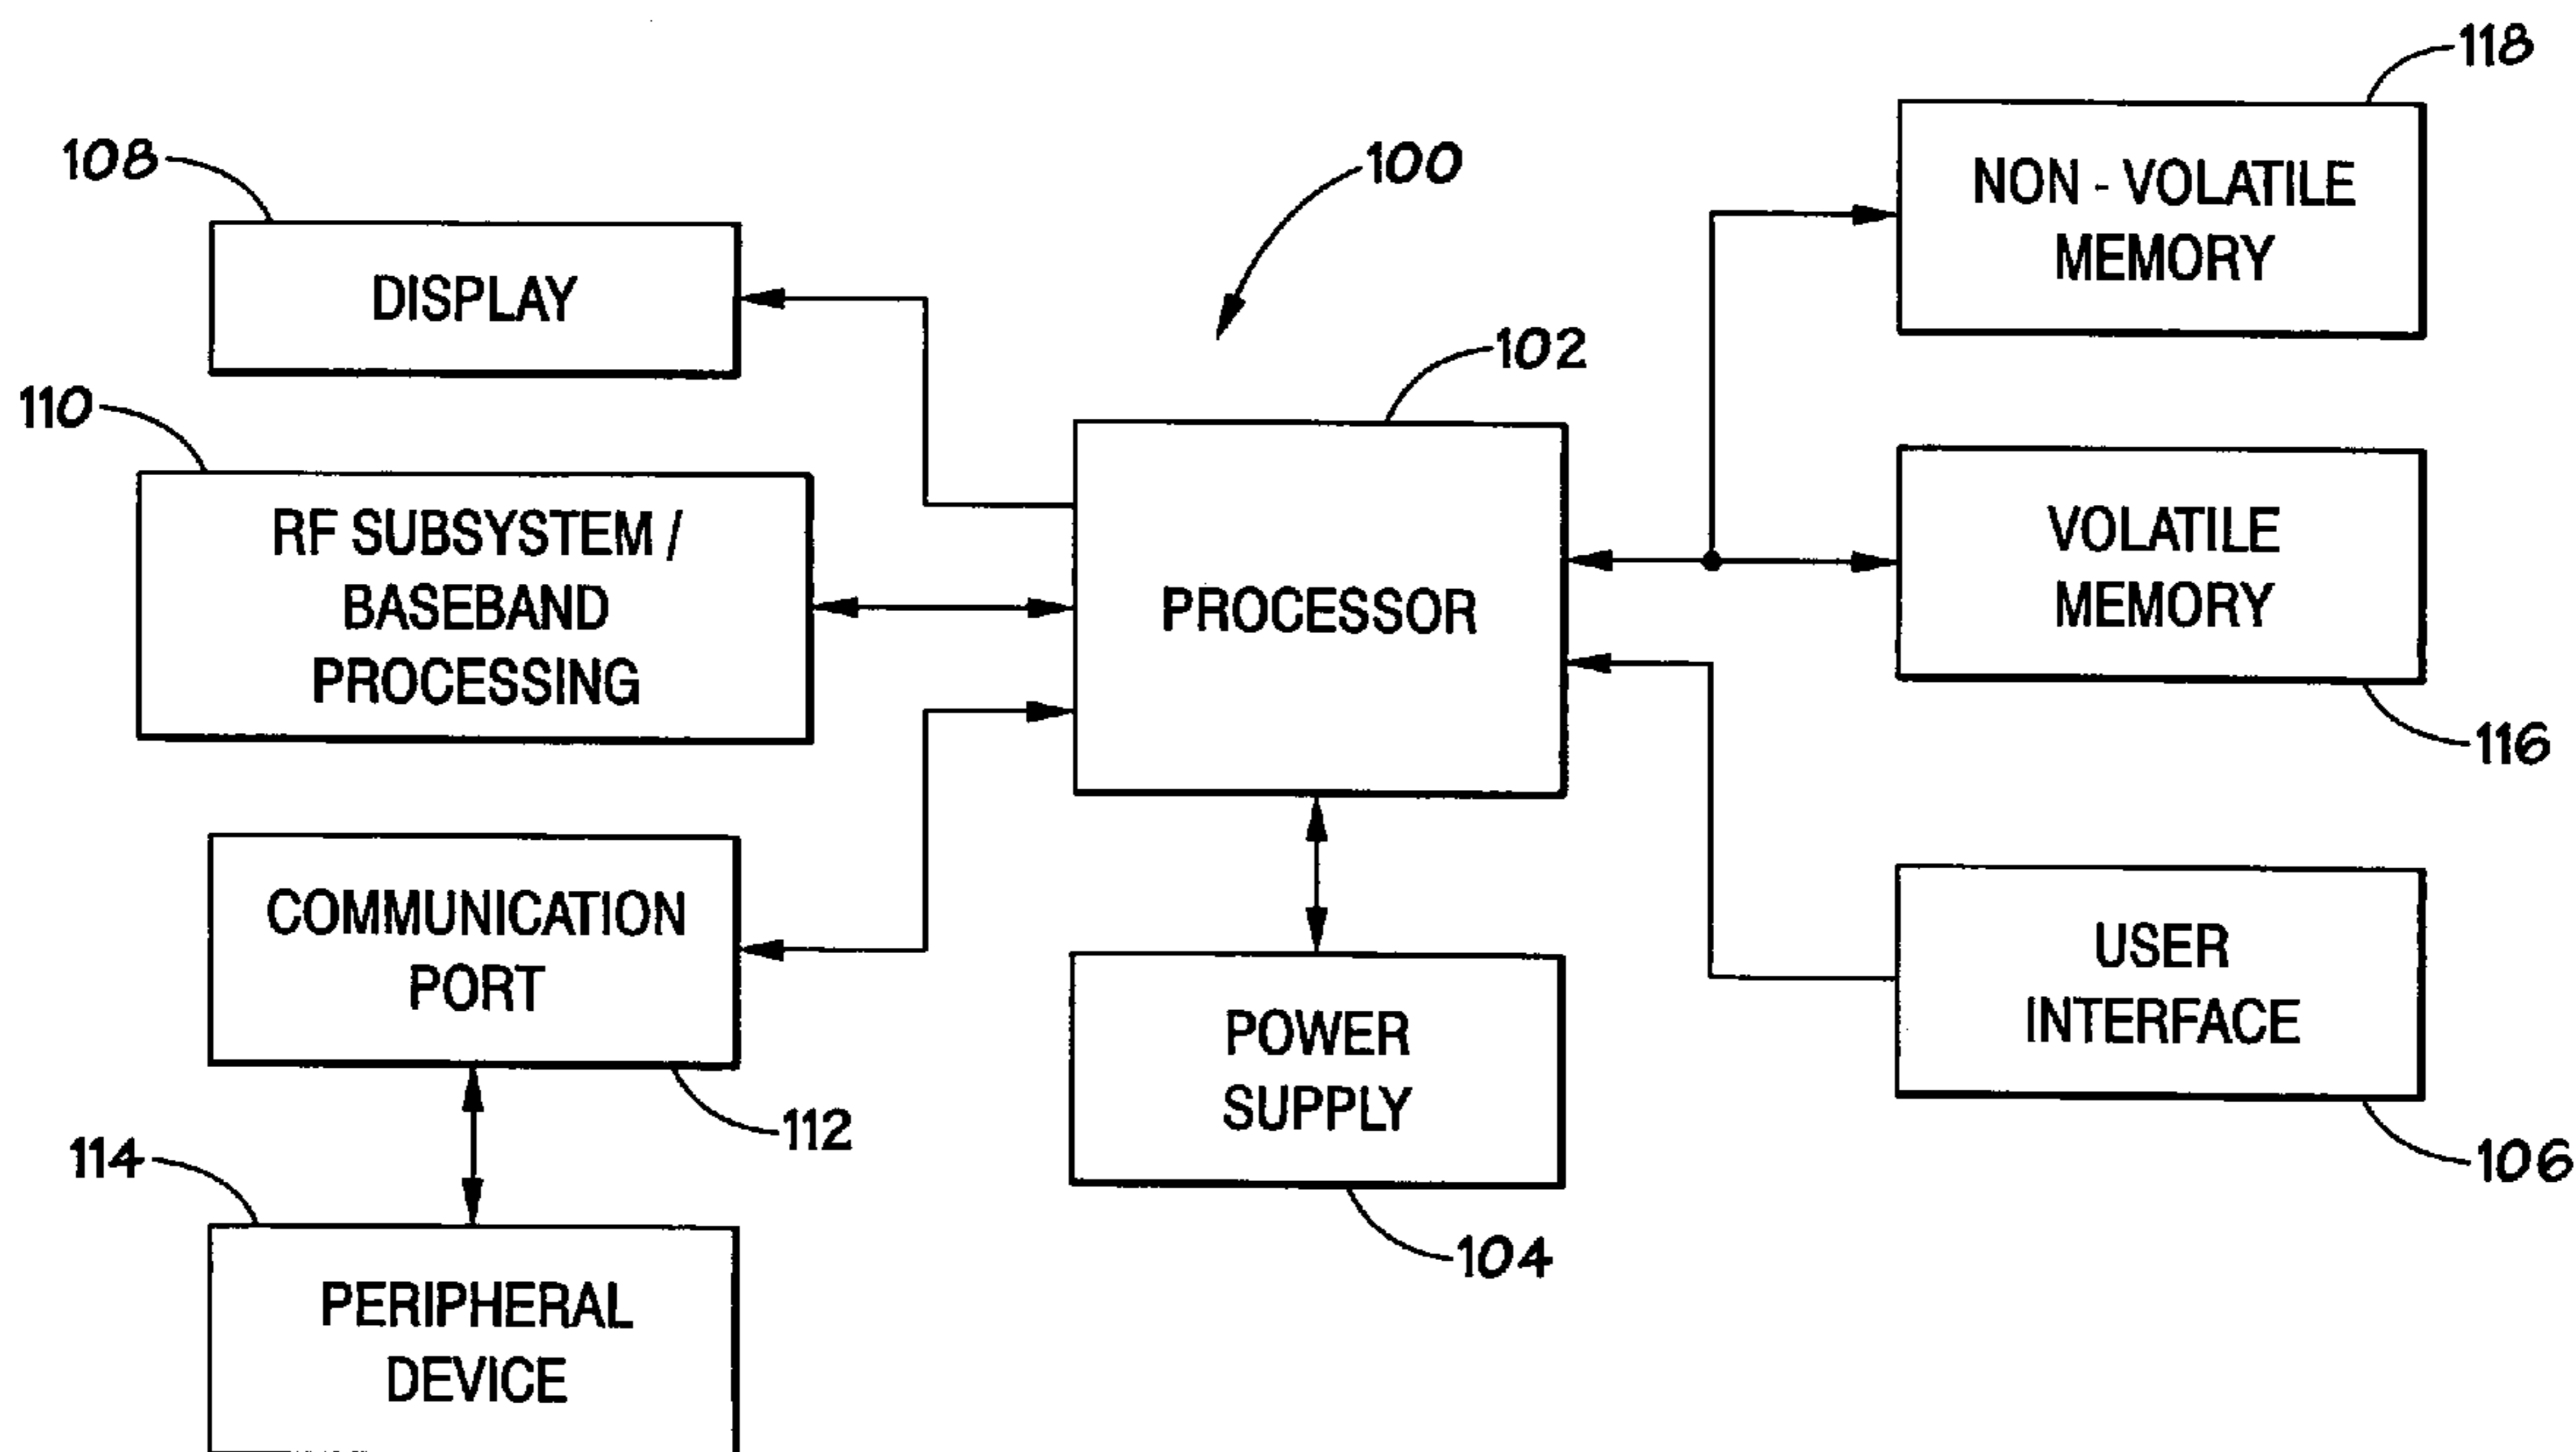 118
108
100
NON - VOLATILE
MEMORY
DISPLAY
102
110
RF SUBSYSTEM /
BASEBAND
PROCESSING
PROCESSOR
VOLATILE
MEMORY
116
COMMUNICATION
PORT
112
POWER
SUPPLY
104
USER
INTERFACE
106
114
PERIPHERAL
DEVICE